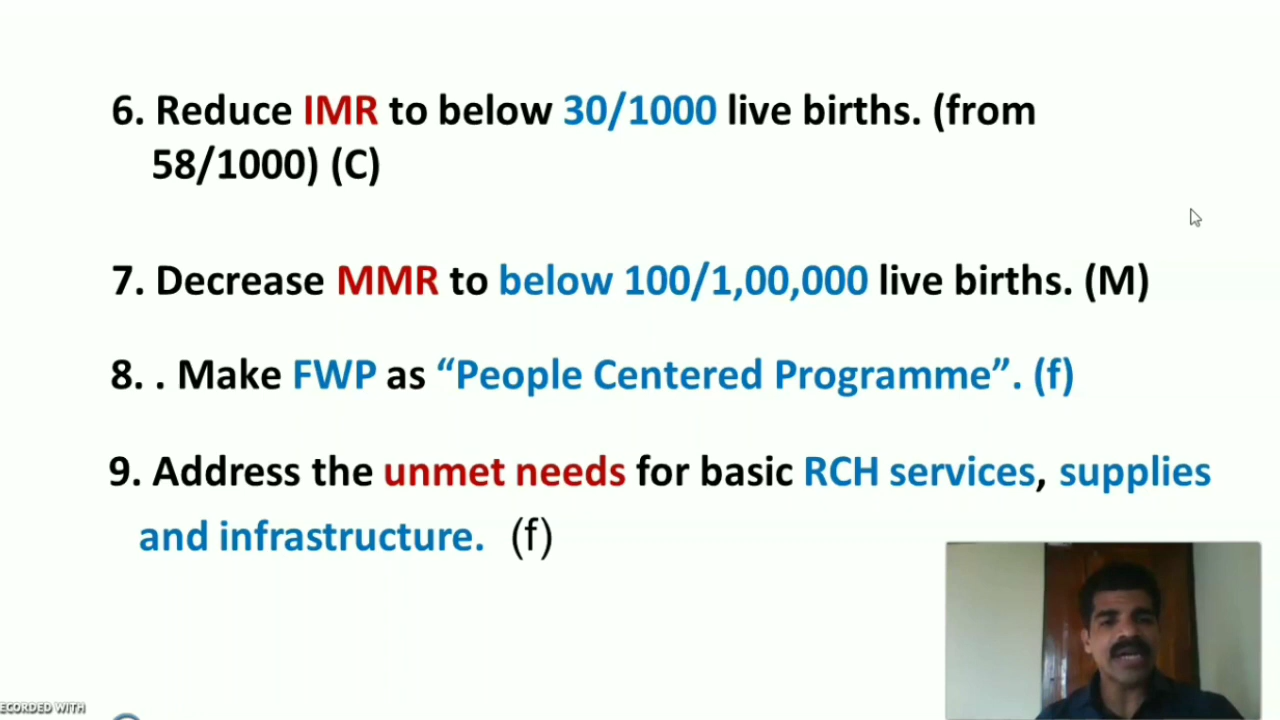 6. Reduce IMR to below 30/1000 live births. (from
58/1000) (C)
7. Decrease MMR to below 100/1,00,000 live births. (M)
8. . Make FWP as “People Centered Programme”. (f)
9. Address the unmet needs for basic RCH services, supplies
and infrastructure. (f)
ECORDED WITH